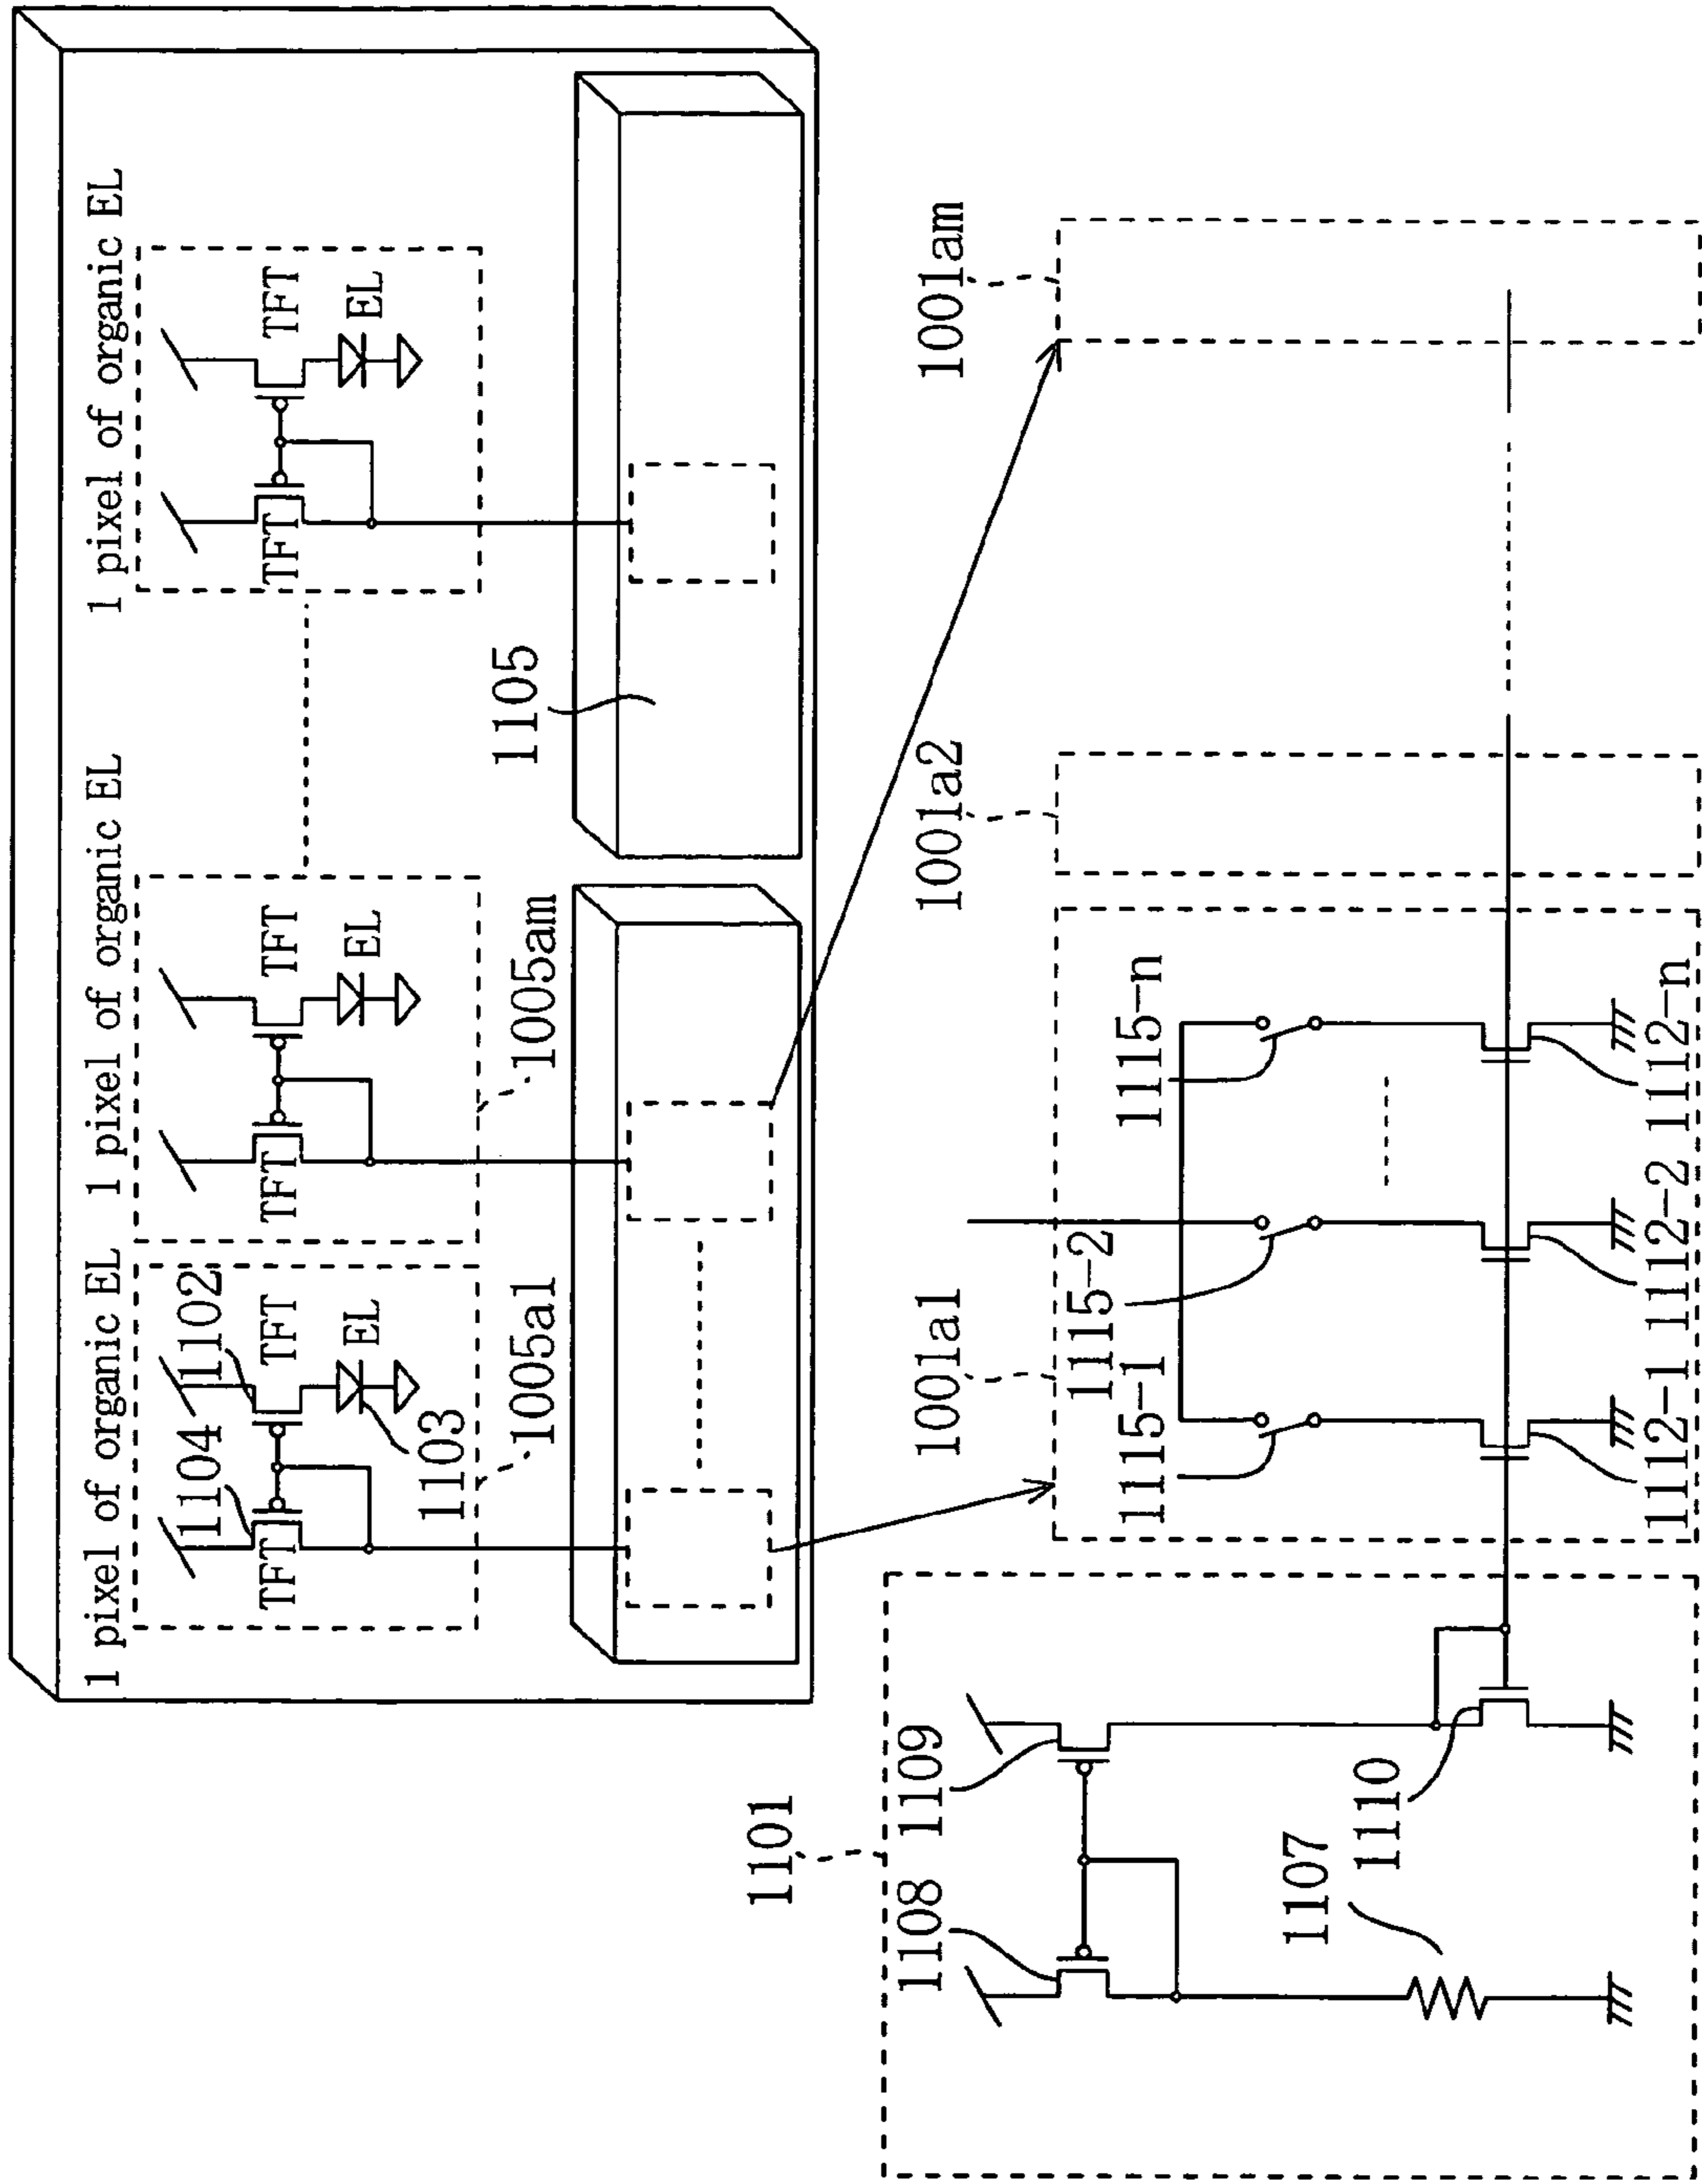 1 pixel of organic EL
1 pixel of organic EL
1 pixel of organic EL
1104
1102
TFT
TFT
EL
1103
1005a1
TFT
TFT
EL
1005am
TFT
TFT
EL
1105
1101
1108
1109
1107
1110
1001a1
1115-1
1115-2
1115-n
1112-1
1112-2
1112-n
1001a2
1001am